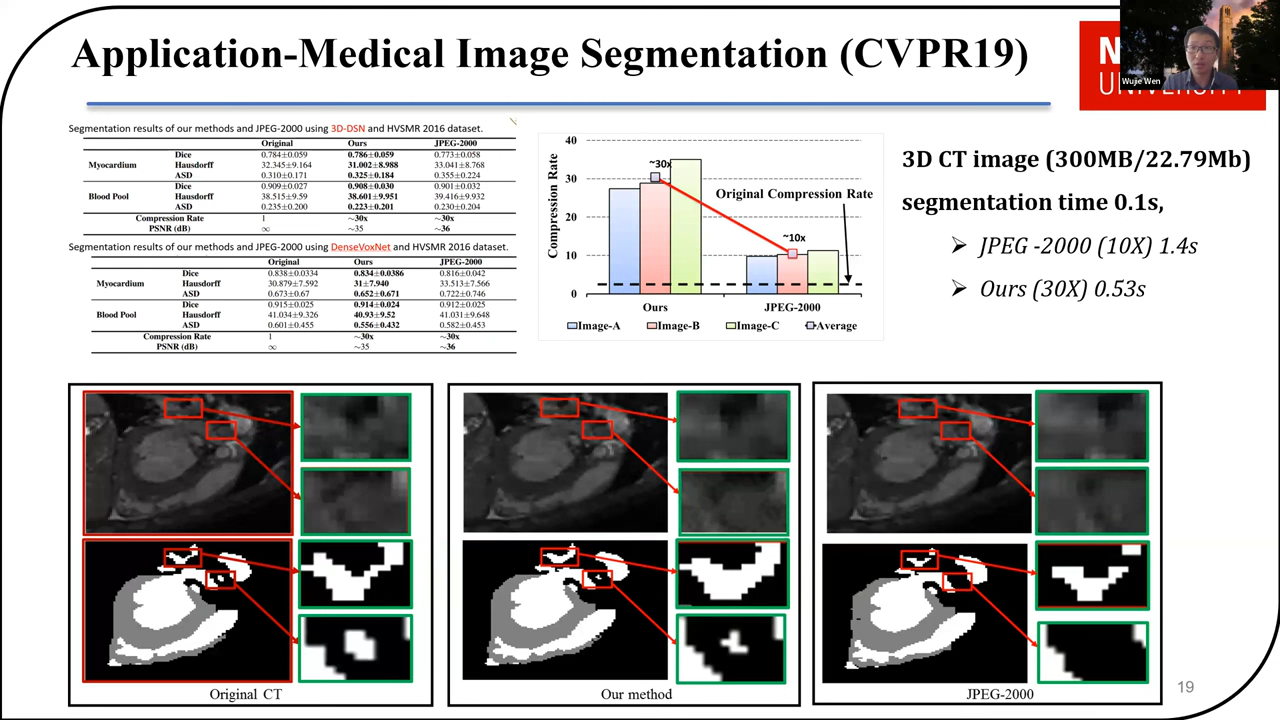 Application-Medical Image Segmentation (CVPR19)
N
UNIVERSITY
Wujie Wen
Segmentation results of our methods and JPEG-2000 using 3D-DSN and HVSMR 2016 dataset.
Original Ours JPEG-2000
Myocardium Dice 0.784±0.059 0.786±0.059 0.773±0.058
Hausdorff 32.345±9.164 31.002±8.988 33.041±8.768
ASD 0.310±0.171 0.325±0.184 0.355±0.224
Blood Pool Dice 0.909±0.027 0.908±0.030 0.901±0.032
Hausdorff 38.515±9.59 38.601±9.951 39.416±9.932
ASD 0.235±0.200 0.223±0.201 0.230±0.204
Compression Rate 1 ~30x ~30x
PSNR (dB) ∞ ~35 ~36
Segmentation results of our methods and JPEG-2000 using DenseVoxNet and HVSMR 2016 dataset.
Original Ours JPEG-2000
Myocardium Dice 0.838±0.0334 0.834±0.0386 0.816±0.042
Hausdorff 30.879±7.592 31±7.940 33.513±7.566
ASD 0.673±0.67 0.652±0.671 0.722±0.746
Blood Pool Dice 0.915±0.025 0.914±0.024 0.912±0.025
Hausdorff 41.034±9.326 40.93±9.52 41.031±9.648
ASD 0.601±0.455 0.556±0.432 0.582±0.453
Compression Rate 1 ~30x ~30x
PSNR (dB) ∞ ~35 ~36
Compression Rate
40
30
20
10
0
~30x
Original Compression Rate
~10x
Ours JPEG-2000
Image-A Image-B Image-C Average
3D CT image (300MB/22.79Mb)
segmentation time 0.1s,
➢ JPEG -2000 (10X) 1.4s
➢ Ours (30X) 0.53s
Original CT
Our method
JPEG-2000
19